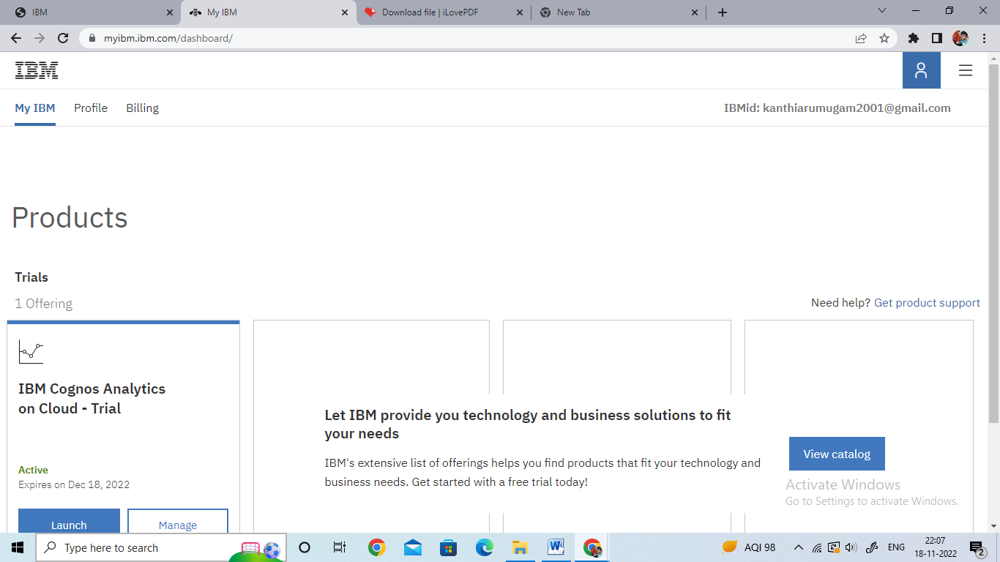 IBM
My IBM
Download file | iLovePDF
New Tab
myibm.ibm.com/dashboard/
IBM
My IBM Profile Billing IBMid: kanthiarumugam2001@gmail.com
Products
Trials
1 Offering
Need help? Get product support
IBM Cognos Analytics
on Cloud - Trial
Active
Expires on Dec 18, 2022
Launch
Manage
Let IBM provide you technology and business solutions to fit
your needs
IBM's extensive list of offerings helps you find products that fit your technology and
business needs. Get started with a free trial today!
View catalog
Activate Windows
Go to Settings to activate Windows.
Type here to search
AQI 98
ENG
22:07
18-11-2022
2